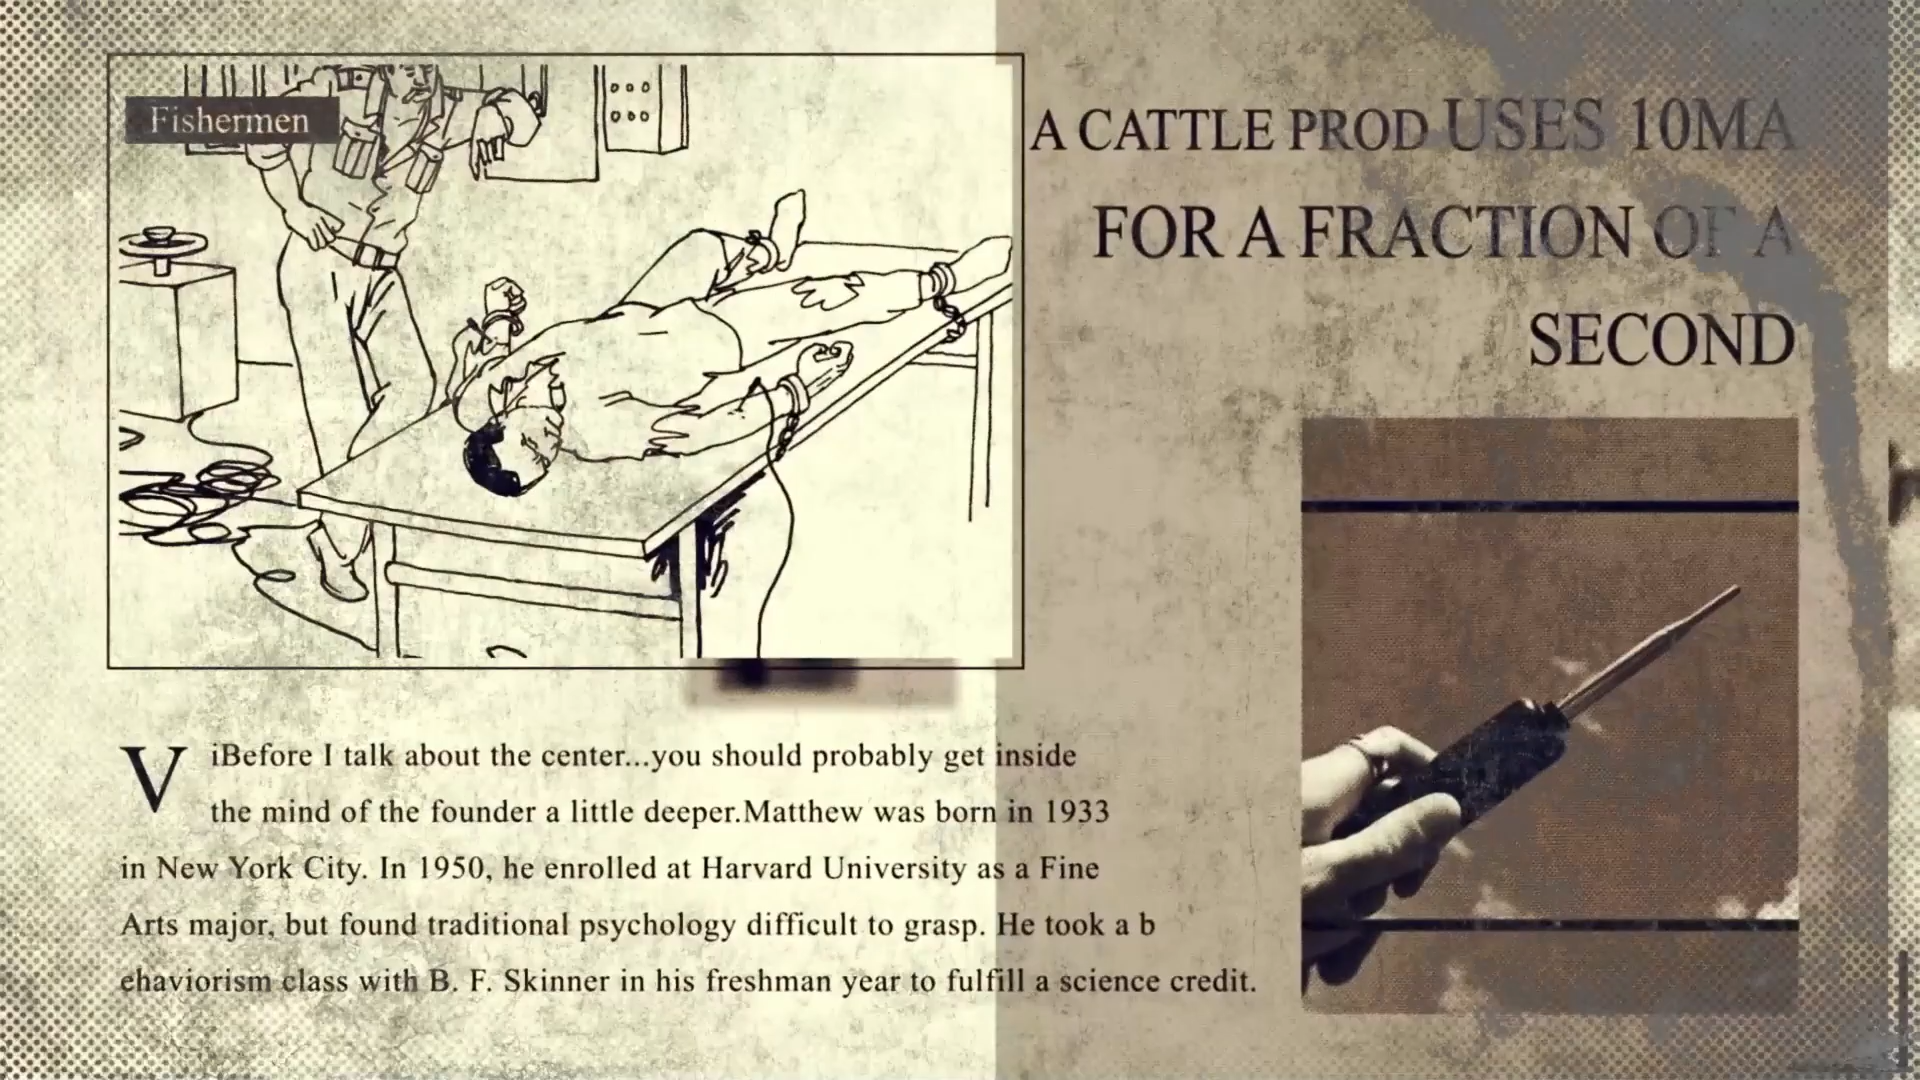 Fishermen
A CATTLE PROD USES 10MA
FOR A FRACTION OF A
SECOND
V iBefore I talk about the center...you should probably get inside
the mind of the founder a little deeper.Matthew was born in 1933
in New York City. In 1950, he enrolled at Harvard University as a Fine
Arts major, but found traditional psychology difficult to grasp. He took a b
ehaviorism class with B. F. Skinner in his freshman year to fulfill a science credit.